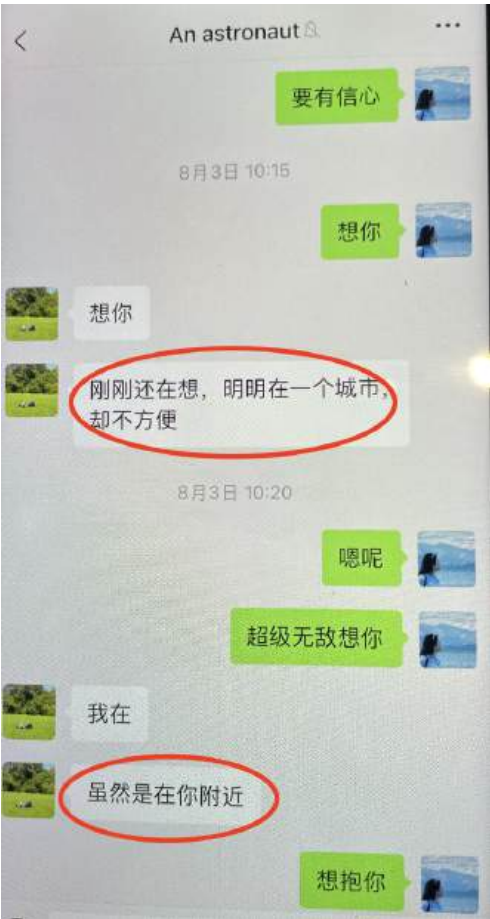 An astronaut
要有信心
8月3日 10:15
想你
想你
刚刚还在想，明明在一个城市，
却不方便
8月3日 10:20
嗯呢
超级无敌想你
我在
虽然是在你附近
想抱你